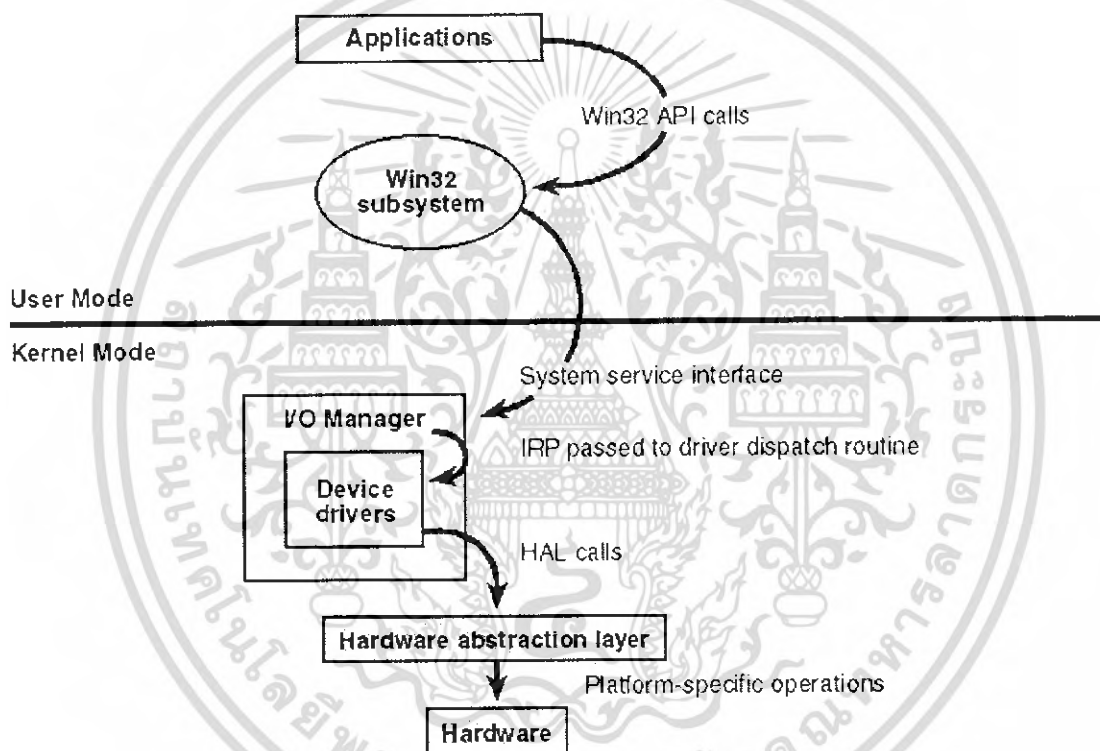 Applications
Win32 API calls
Win32
subsystem
User Mode
Kernel Mode
System service interface
I/O Manager
IRP passed to driver dispatch routine
Device
drivers
HAL calls
Hardware abstraction layer
Platform-specific operations
Hardware